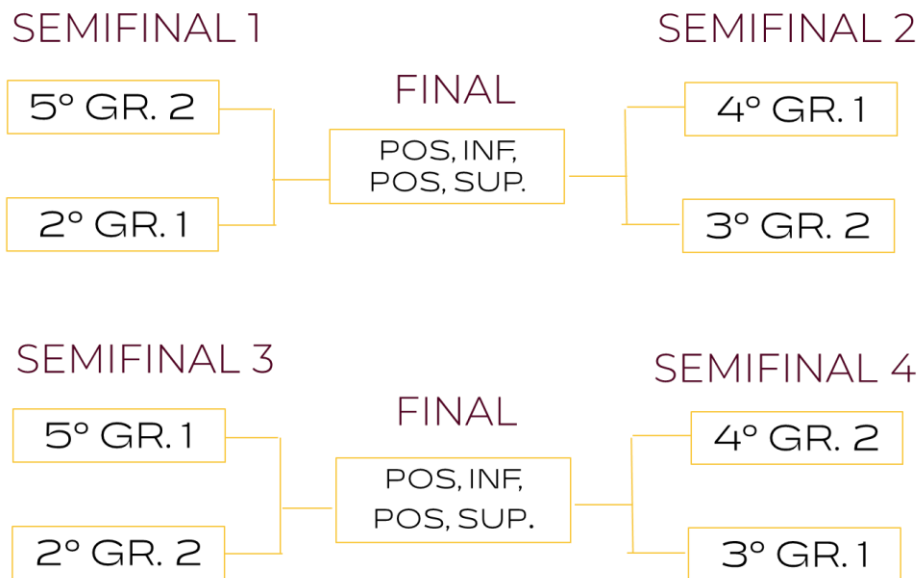 SEMIFINAL 1
SEMIFINAL 2
5º GR. 2
FINAL
4º GR. 1
POS, INF,
POS, SUP.
2º GR. 1
3º GR. 2
SEMIFINAL 3
SEMIFINAL 4
5º GR. 1
FINAL
4º GR. 2
POS, INF,
POS, SUP.
2º GR. 2
3º GR. 1